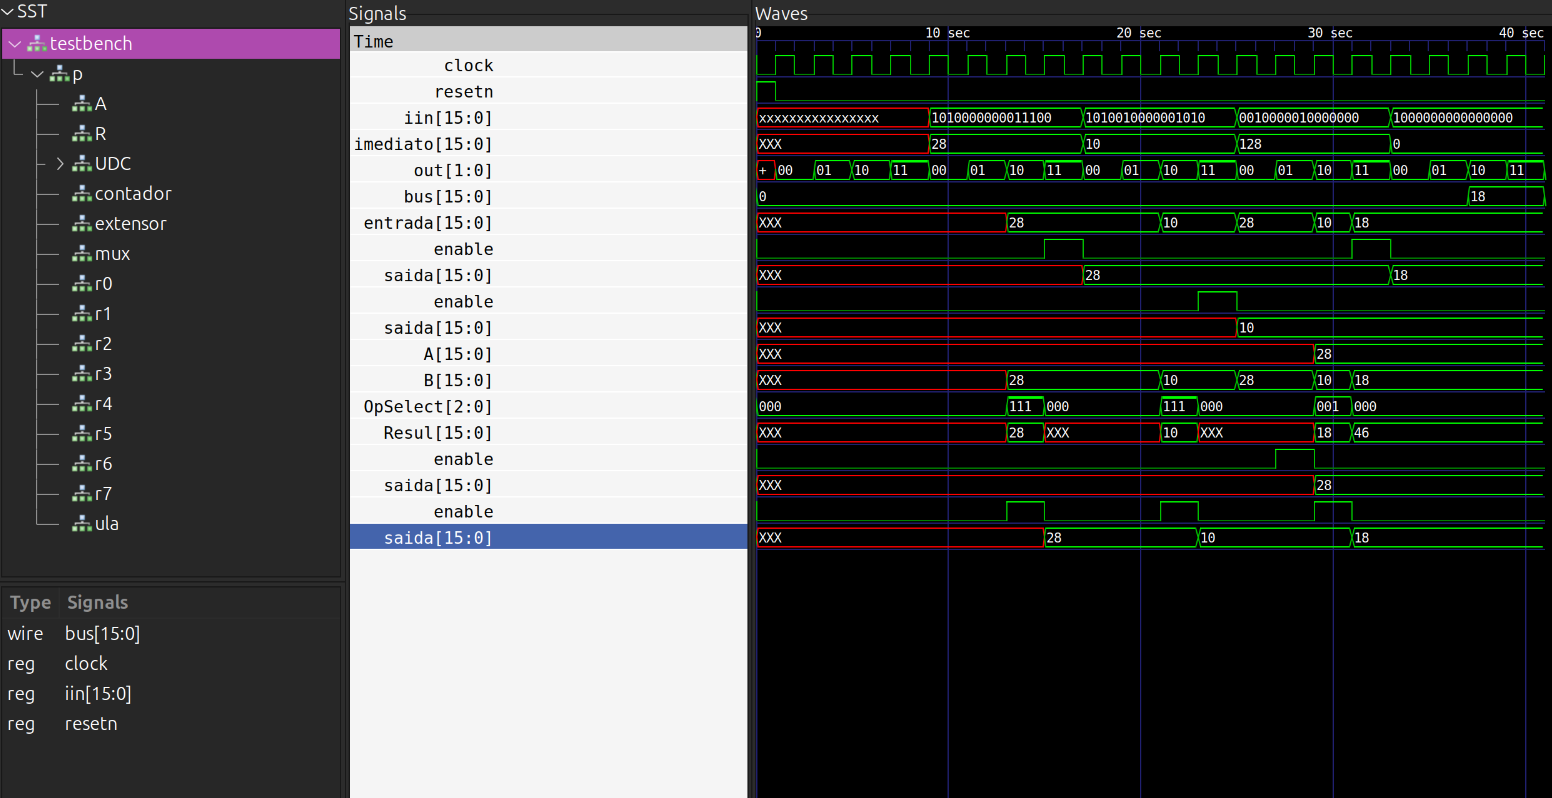 SST
testbench
p
A
R
UDC
contador
extensor
mux
r0
r1
r2
r3
r4
r5
r6
r7
ula
Type Signals
wire bus[15:0]
reg clock
reg iin[15:0]
reg resetn
Signals
Time
clock
resetn
iin[15:0]
imediato[15:0]
out[1:0]
bus[15:0]
entrada[15:0]
enable
saida[15:0]
enable
saida[15:0]
A[15:0]
B[15:0]
OpSelect[2:0]
Resul[15:0]
enable
saida[15:0]
enable
saida[15:0]
Waves
0 10 sec 20 sec 30 sec 40 sec
xxxxxxxxxxxxxxxx 1010000000011100 1010010000001010 0010000010000000 1000000000000000
XXX 28 10 128 0
+ 00 01 10 11 00 01 10 11 00 01 10 11 00 01 10 11 00 01 10 11
0 18
XXX 28 10 28 10 18
XXX 28 18
XXX 10
XXX 28
XXX 28 10 28 10 18
000 111 000 111 000 001 000
XXX 28 XXX 10 XXX 18 46
XXX 28
XXX 28 10 18